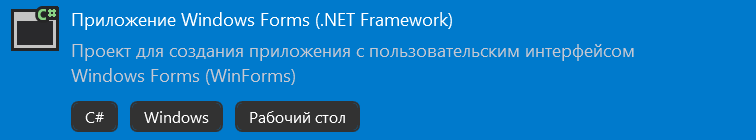 C#
Приложение Windows Forms (.NET Framework)
Проект для создания приложения с пользовательским интерфейсом
Windows Forms (WinForms)
C# Windows Рабочий стол